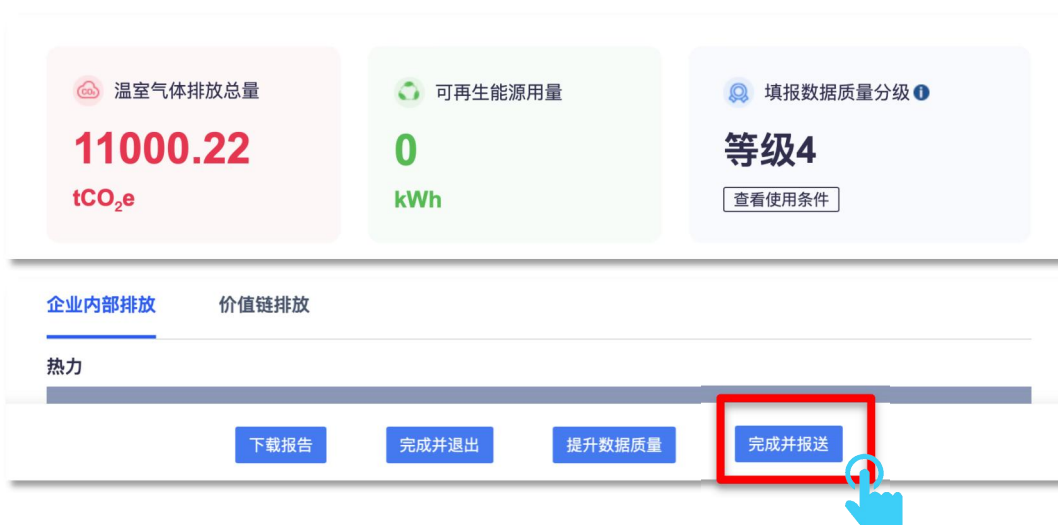 温室气体排放总量
11000.22
tCO₂e
可再生能源用量
0
kWh
填报数据质量分级
等级4
查看使用条件
企业内部排放
价值链排放
热力
下载报告
完成并退出
提升数据质量
完成并报送